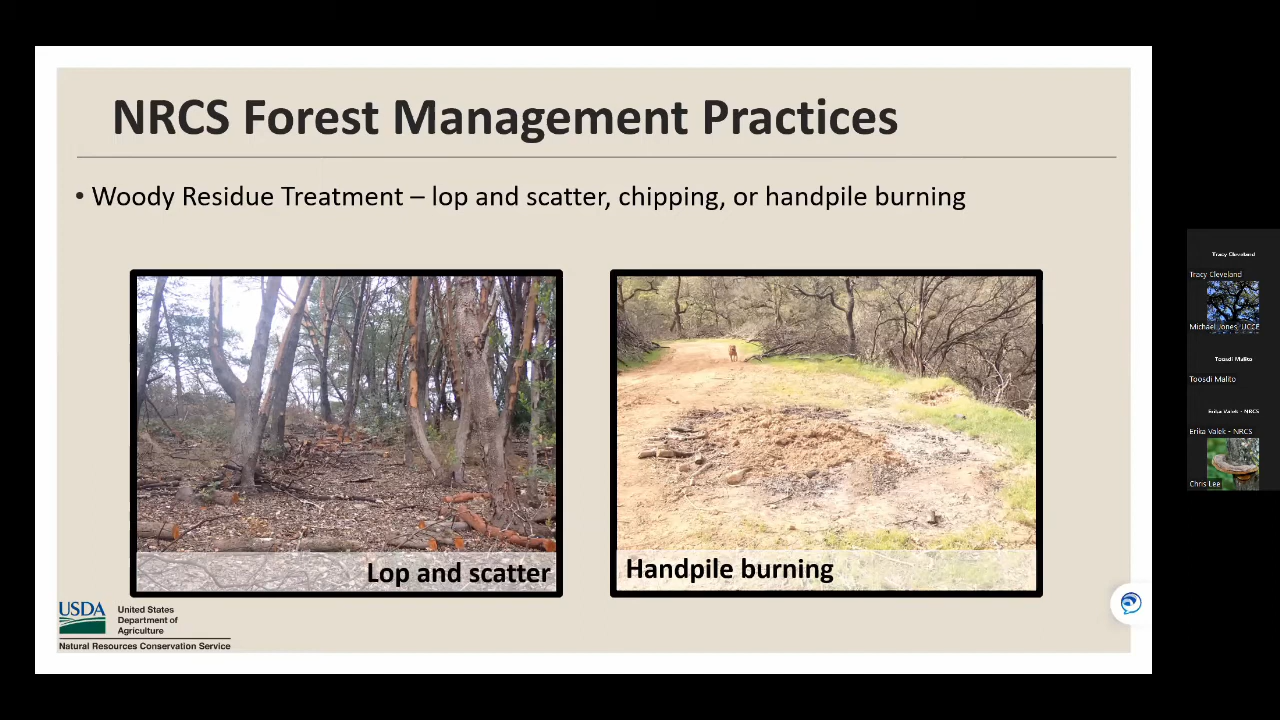 NRCS Forest Management Practices
• Woody Residue Treatment – lop and scatter, chipping, or handpile burning
Lop and scatter
Handpile burning
USDA
United States
Department of
Agriculture
Natural Resources Conservation Service
Tracy Cleveland
Tracy Cleveland
Michael Jones, UCCE
Toosdi Malito
Toosdi Malito
Erika Valek - NRCS
Erika Valek - NRCS
Chris Lee